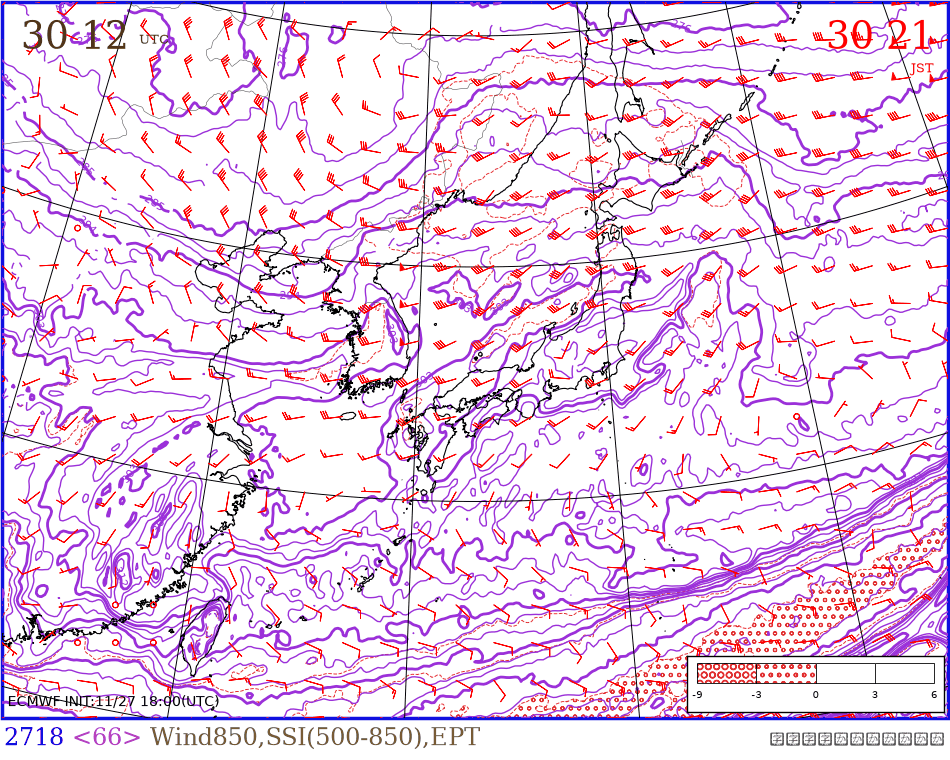 30 12 UTC
30 21
JST
ECMWF INIT:11/27 18:00(UTC)
-9 -3 0 3 6
2718 <66> Wind850,SSI(500-850),EPT